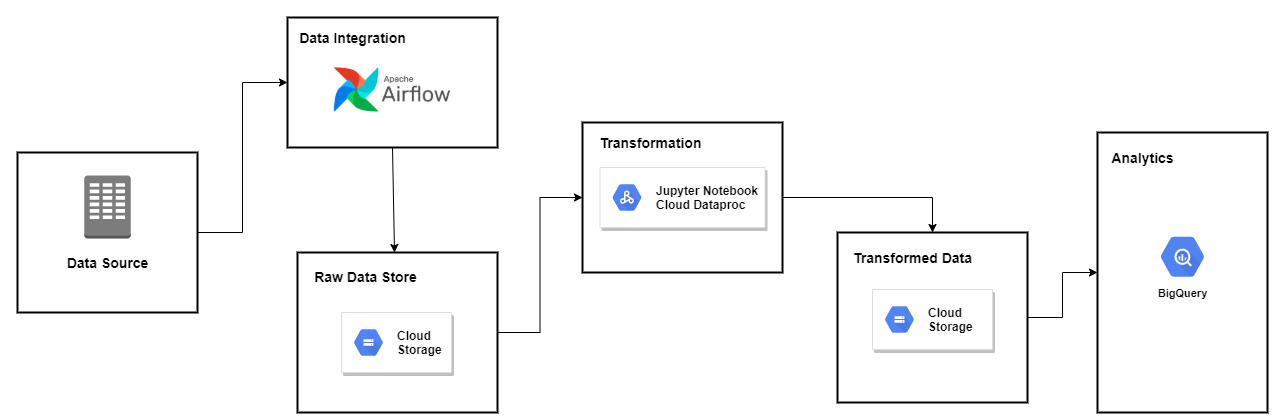 Data Integration
Apache
Airflow
Data Source
Raw Data Store
Cloud
Storage
Transformation
Jupyter Notebook
Cloud Dataproc
Transformed Data
Cloud
Storage
Analytics
BigQuery